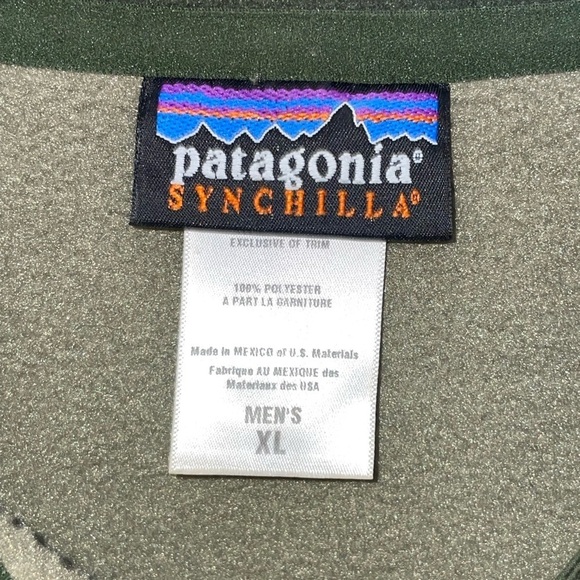 patagonia®
SYNCHILLA®
EXCLUSIVE OF TRIM
100% POLYESTER
A PART LA GARNITURE
Made in MEXICO of U.S. Materials
Fabrique AU MEXIQUE des
Materiaux des USA
MEN'S
XL